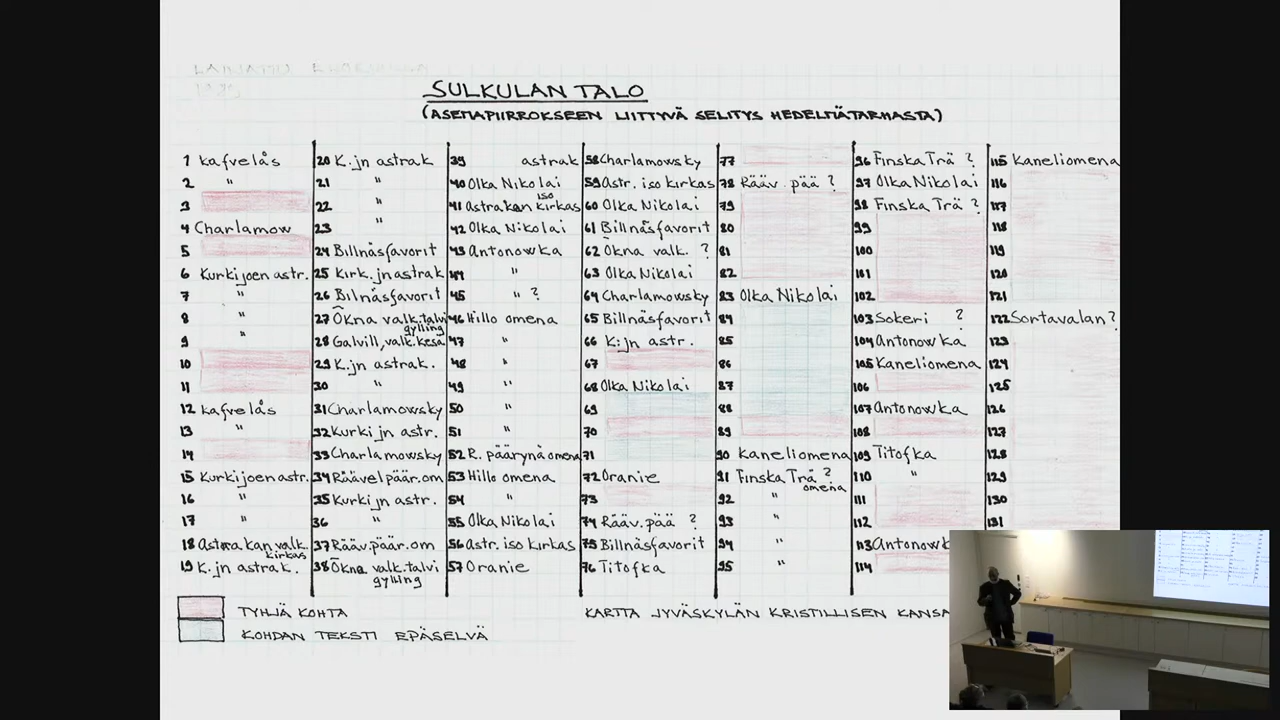 SULKULAN TALO
(ASEMAPIIRROKSEEN LIITTYVÄ SELITYS HEDELMÄTARHASTA)
1 Kafvelås
2 "
3
4 Charlamow
5
6 Kurkijoen astr.
7 "
8 "
9 "
10
11
12 Kafvelås
13 "
14
15 Kurkijoen astr.
16 "
17 "
18 Astrakan valk. kirkas
19 K.jn astrak.
20 K.jn astrak
21 "
22 "
23 "
24 Billnäsfavorit
25 Kirk.jn astrak
26 Bilnäsfavorit
27 Ökna valk. talvi gylling
28 Galvill, valk. kesä
29 K.jn astrak.
30 "
31 Charlamowsky
32 Kurkijn astr.
33 Charlamowsky
34 Räävel päär.om
35 Kurkijn astr.
36 "
37 Rääv. päär.om
38 Ökna valk. talvi gylling
39 astrak
40 Olka Nikolai
41 Astrakan iso kirkas
42 Olka Nikolai
43 Antonowka
44 "
45 " ?
46 Hillo omena
47 "
48 "
49 "
50 "
51 "
52 R. päärynäomena
53 Hillo omena
54 "
55 Olka Nikolai
56 Astr. iso kirkas
57 Oranie
58 Charlamowsky
59 Astr. iso kirkas
60 Olka Nikolai
61 Billnäsfavorit
62 Ökna valk. ?
63 Olka Nikolai
64 Charlamowsky
65 Billnäsfavorit
66 K:jn astr.
67
68 Olka Nikolai
69
70
71
72 Oranie
73
74 Rääv. pää ?
75 Billnäsfavorit
76 Titofka
77
78 Rääv. pää ?
79
80
81
82
83 Olka Nikolai
84
85
86
87
88
89
90 Kaneliomena
91 Finska Trä ? omena
92 "
93 "
94 "
95 "
96 Finska Trä ?
97 Olka Nikolai
98 Finska Trä ?
99
100
101
102
103 Sokeri ?
104 Antonowka
105 Kaneliomena
106
107 Antonowka
108
109 Titofka
110 "
111
112
113 Antonowk
114
115 Kaneliomena
116
117
118
119
120
121
122 Sortavalan ?
123
124
125
126
127
128
129
130
131
TYHJÄ KOHTA
KOHDAN TEKSTI EPÄSELVÄ
KARTTA JYVÄSKYLÄN KRISTILLISEN KANSA